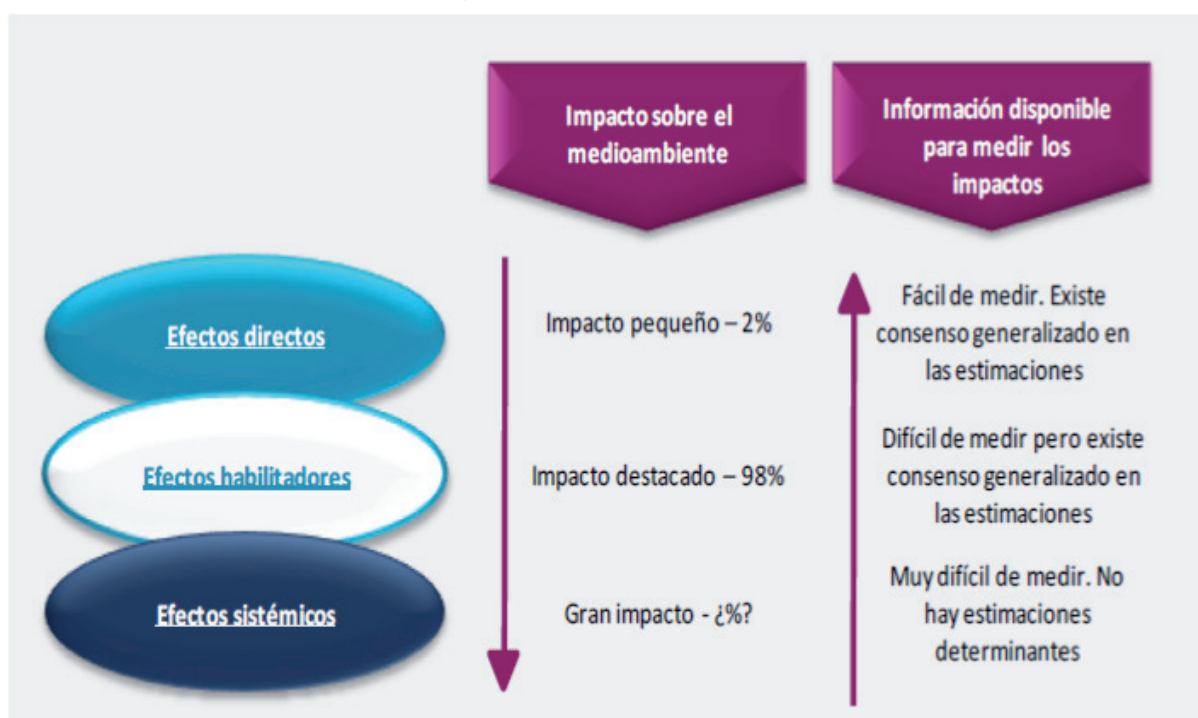 Impacto sobre el
medioambiente
Información disponible
para medir los
impactos
Efectos directos
Impacto pequeño – 2%
Fácil de medir. Existe
consenso generalizado en
las estimaciones
Efectos habilitadores
Impacto destacado – 98%
Difícil de medir pero existe
consenso generalizado en
las estimaciones
Efectos sistémicos
Gran impacto - ¿%?
Muy difícil de medir. No
hay estimaciones
determinantes